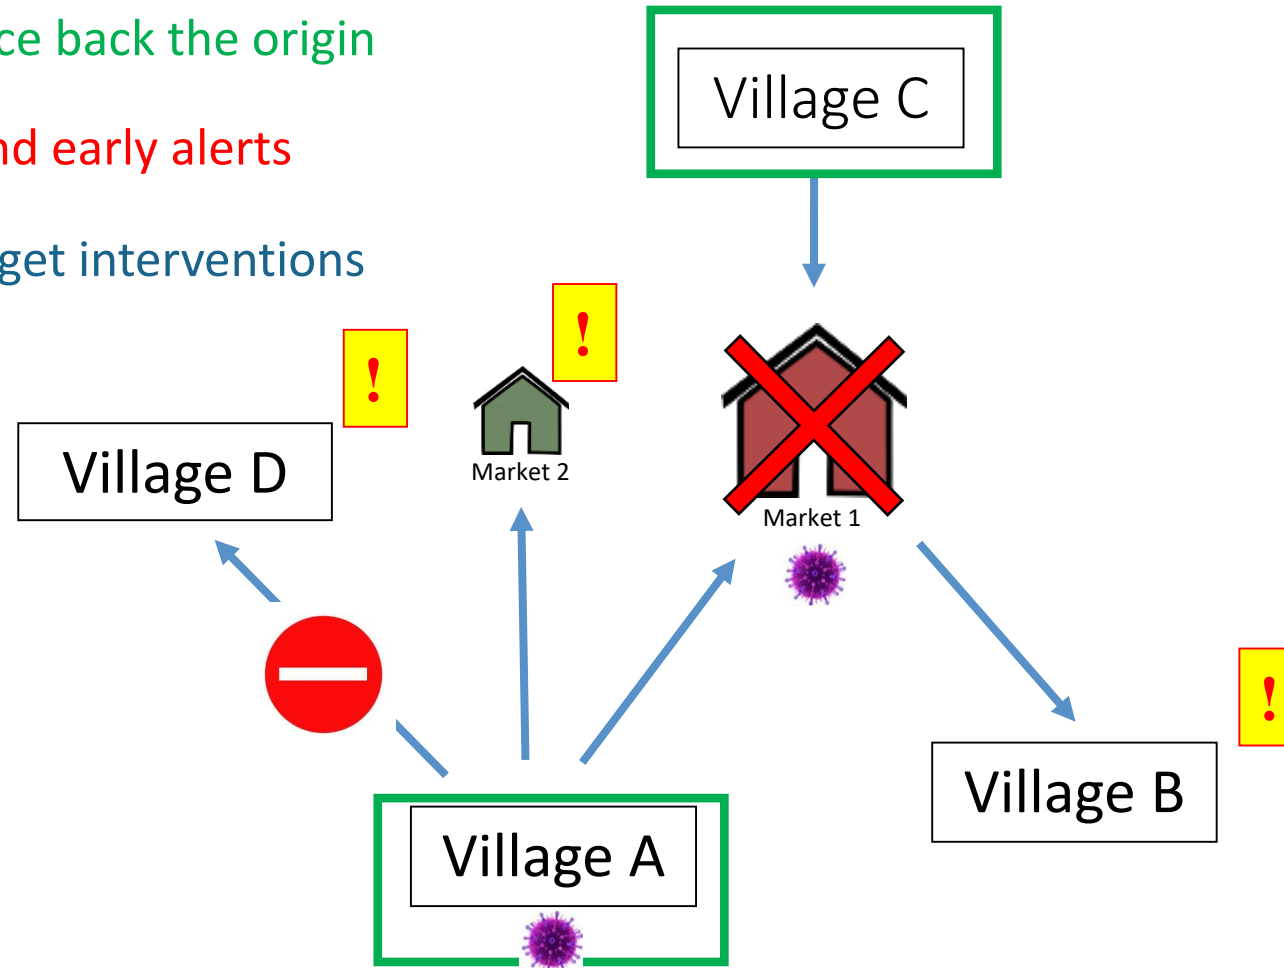 ce back the origin
Village C
nd early alerts
get interventions
!
!
Village D
Market 2
Market 1
!
Village B
Village A